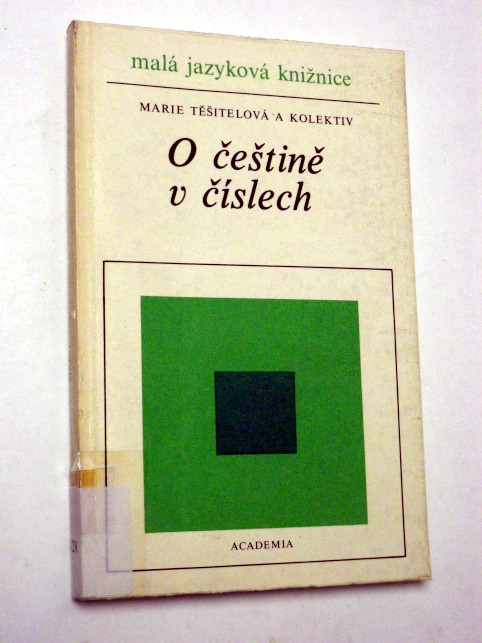 malá jazyková knižnice
MARIE TĚŠITELOVÁ A KOLEKTIV
O češtině
v číslech
ACADEMIA